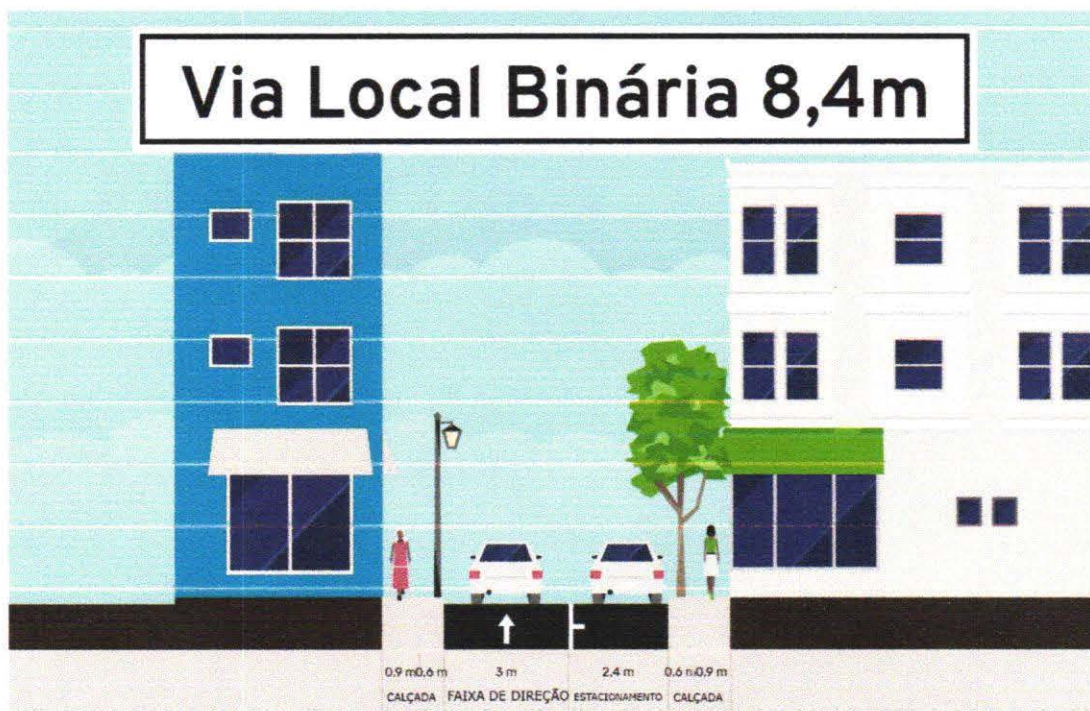 Via Local Binária 8,4m
0.9 m 0.6 m 3 m 2,4 m 0.6 m 0.9 m
CALÇADA FAIXA DE DIREÇÃO ESTACIONAMENTO CALÇADA